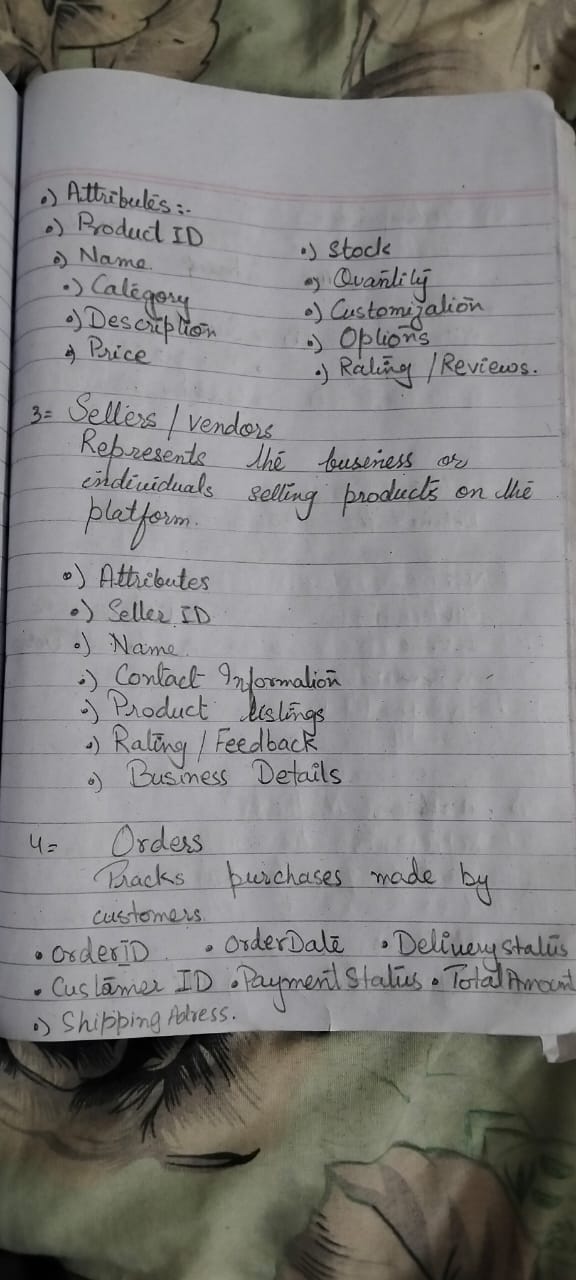 •) Attributes :-
•) Product ID
•) Name
•) Category
•) Description
•) Price
•) Stock
•) Quantity
•) Customization
•) Options
•) Rating / Reviews.
3= Sellers / vendors
Represents the business or
individuals selling products on the
platform.
•) Attributes
•) Seller ID
•) Name
•) Contact Information
•) Product listings
•) Rating / Feedback
•) Business Details
4= Orders
Tracks purchases made by
customers
• OrderID • OrderDate • Delivery status
• Customer ID • Payment Status • Total Amount
•) Shipping Adress.